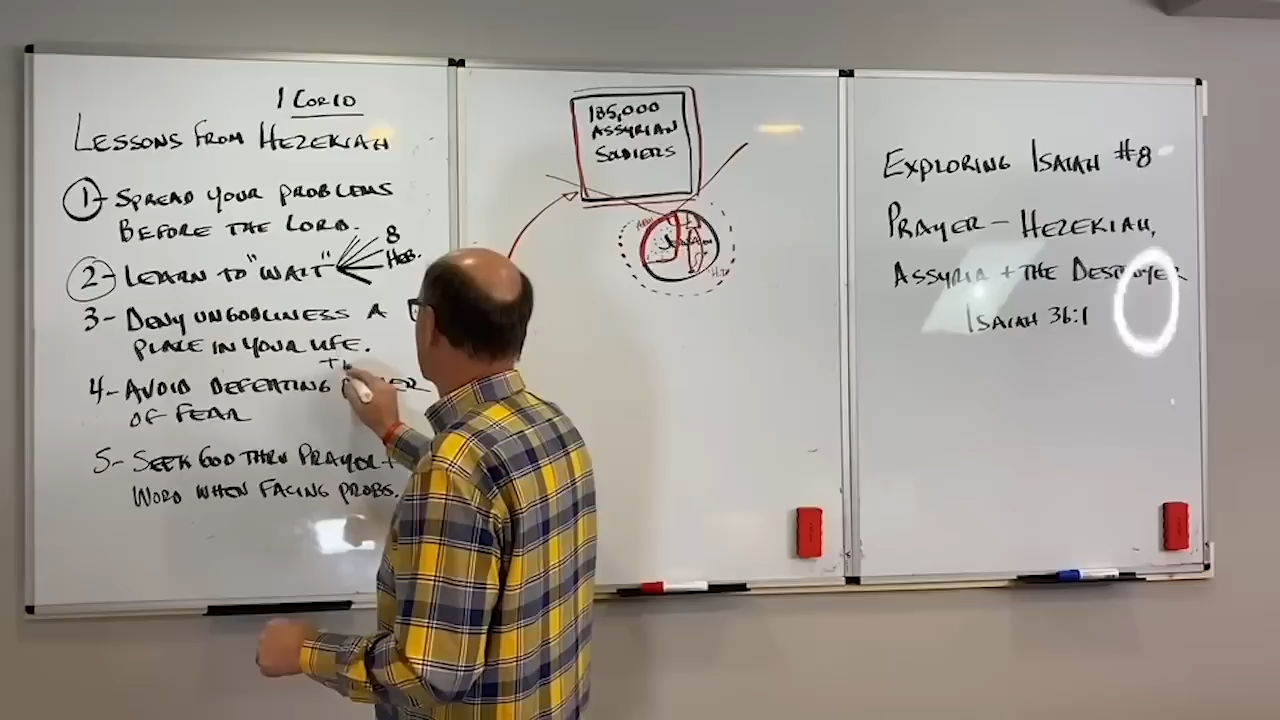 1 COR 10
LESSONS FROM HEZEKIAH
1- SPREAD YOUR PROBLEMS
BEFORE THE LORD.
2- LEARN TO "WAIT"
8
HEB.
3- DENY UNGODLINESS A
PLACE IN YOUR LIFE.
4- AVOID DEFEATING
OF FEAR
5- SEEK GOD THRU PRAYER +
WORD WHEN FACING PROBS.
185,000
ASSYRIAN
SOLDIERS
EXPLORING ISAIAH #8
PRAYER - HEZEKIAH,
ASSYRIA + THE DESTROYER
ISAIAH 36:1